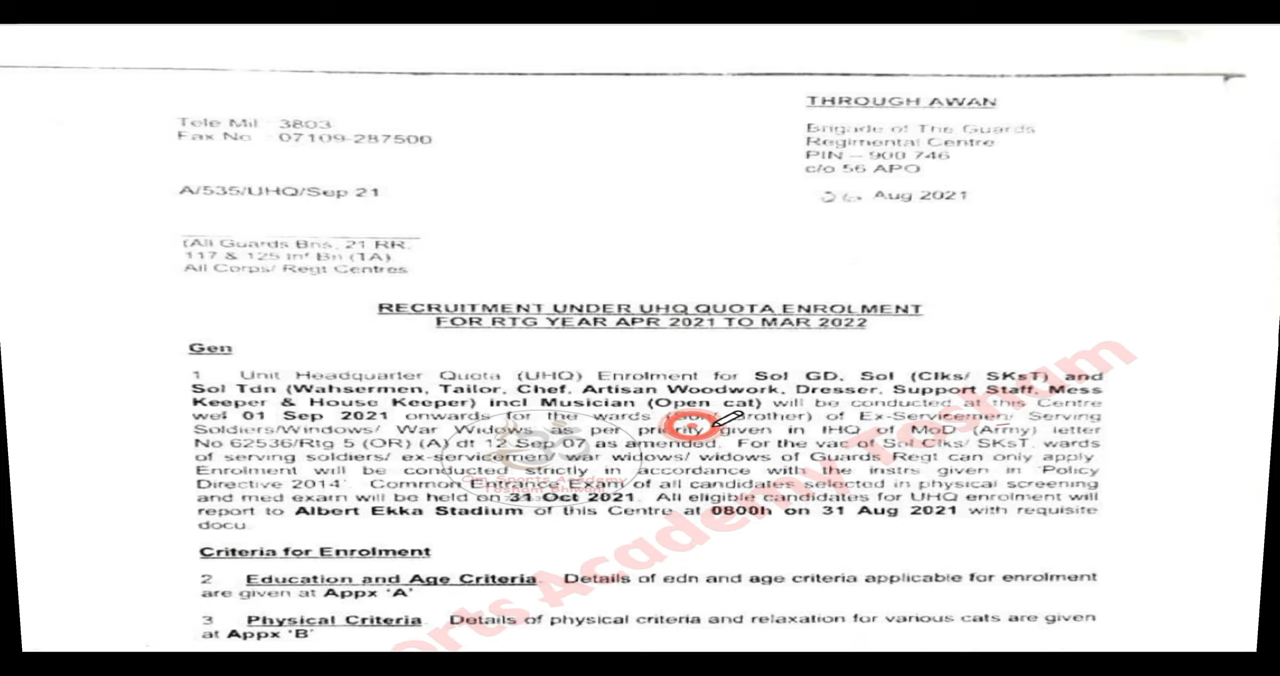 THROUGH AWAN
Tele Mil : 3803
Fax No : 07109-287500
Brigade of The Guards
Regimental Centre
PIN – 900 746
c/o 56 APO
A/535/UHQ/Sep 21
Aug 2021
(All Guards Bns, 21 RR,
117 & 125 Inf Bn (TA)
All Corps/ Regt Centres
RECRUITMENT UNDER UHQ QUOTA ENROLMENT
FOR RTG YEAR APR 2021 TO MAR 2022
Gen
1 Unit Headquarter Quota (UHQ) Enrolment for Sol GD, Sol (Clks/ SKsT) and
Sol Tdn (Wahsermen, Tailor, Chef, Artisan Woodwork, Dresser, Support Staff, Mess
Keeper & House Keeper) incl Musician (Open cat) will be conducted at this Centre
wef 01 Sep 2021 onwards for the wards Brother) of Ex-Servicemen/ Serving
Soldiers/Windows/ War Widows as per priority given in IHQ of MoD (Army) letter
No 62536/Rtg 5 (OR) (A) dt 12 Sep 07 as amended. For the vac of Sol Clks/ SKsT, wards
of serving soldiers/ ex-servicemen/ war widows/ widows of Guards Regt can only apply
Enrolment will be conducted strictly in accordance with the instrs given in 'Policy
Directive 2014'. Common Entrance Exam of all candidates selected in physical screening
and med exam will be held on 31 Oct 2021. All eligible candidates for UHQ enrolment will
report to Albert Ekka Stadium of this Centre at 0800h on 31 Aug 2021 with requisite
docu.
Criteria for Enrolment
2 Education and Age Criteria. Details of edn and age criteria applicable for enrolment
are given at Appx 'A'
3 Physical Criteria. Details of physical criteria and relaxation for various cats are given
at Appx 'B'
Sports Academy Tosham